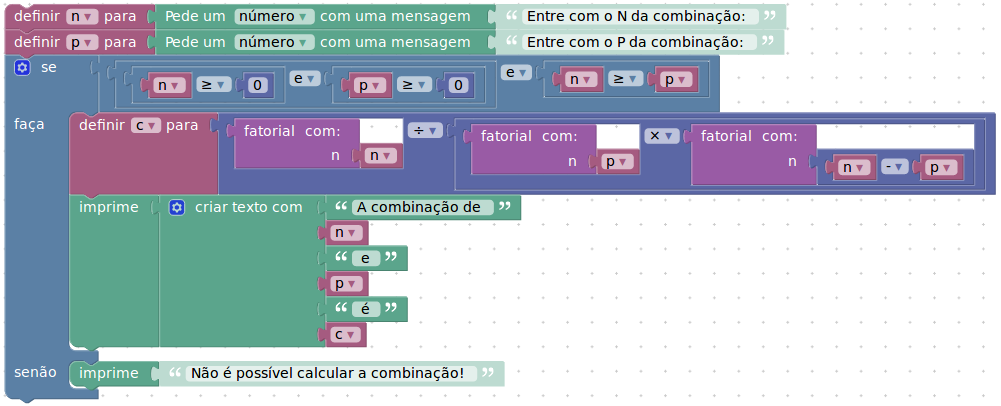 definir n para Pede um número com uma mensagem “ Entre com o N da combinação: ”
definir p para Pede um número com uma mensagem “ Entre com o P da combinação: ”
se n ≥ 0 e p ≥ 0 e n ≥ p
faça definir c para fatorial com: n n ÷ fatorial com: n p × fatorial com: n n - p
imprime criar texto com “ A combinação de ”
n
“ e ”
p
“ é ”
c
senão imprime “ Não é possível calcular a combinação! ”